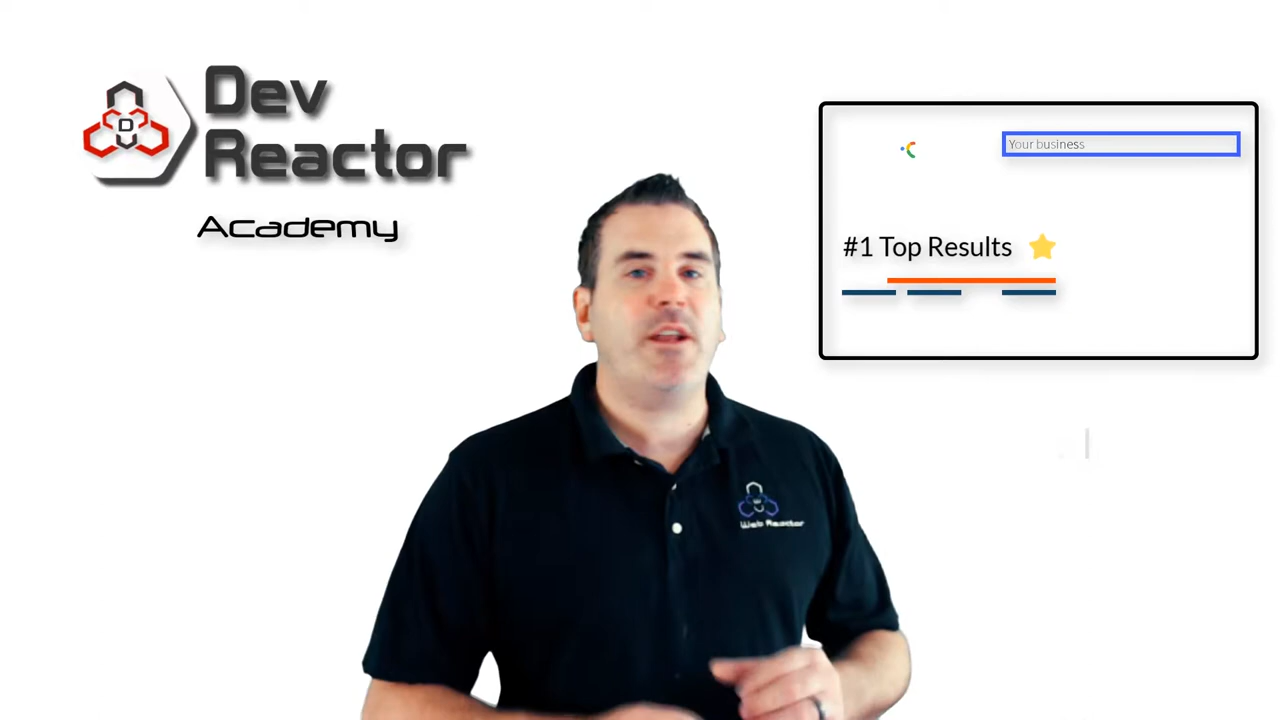 Dev
Reactor
Academy
D
Your business
#1 Top Results
Web Reactor